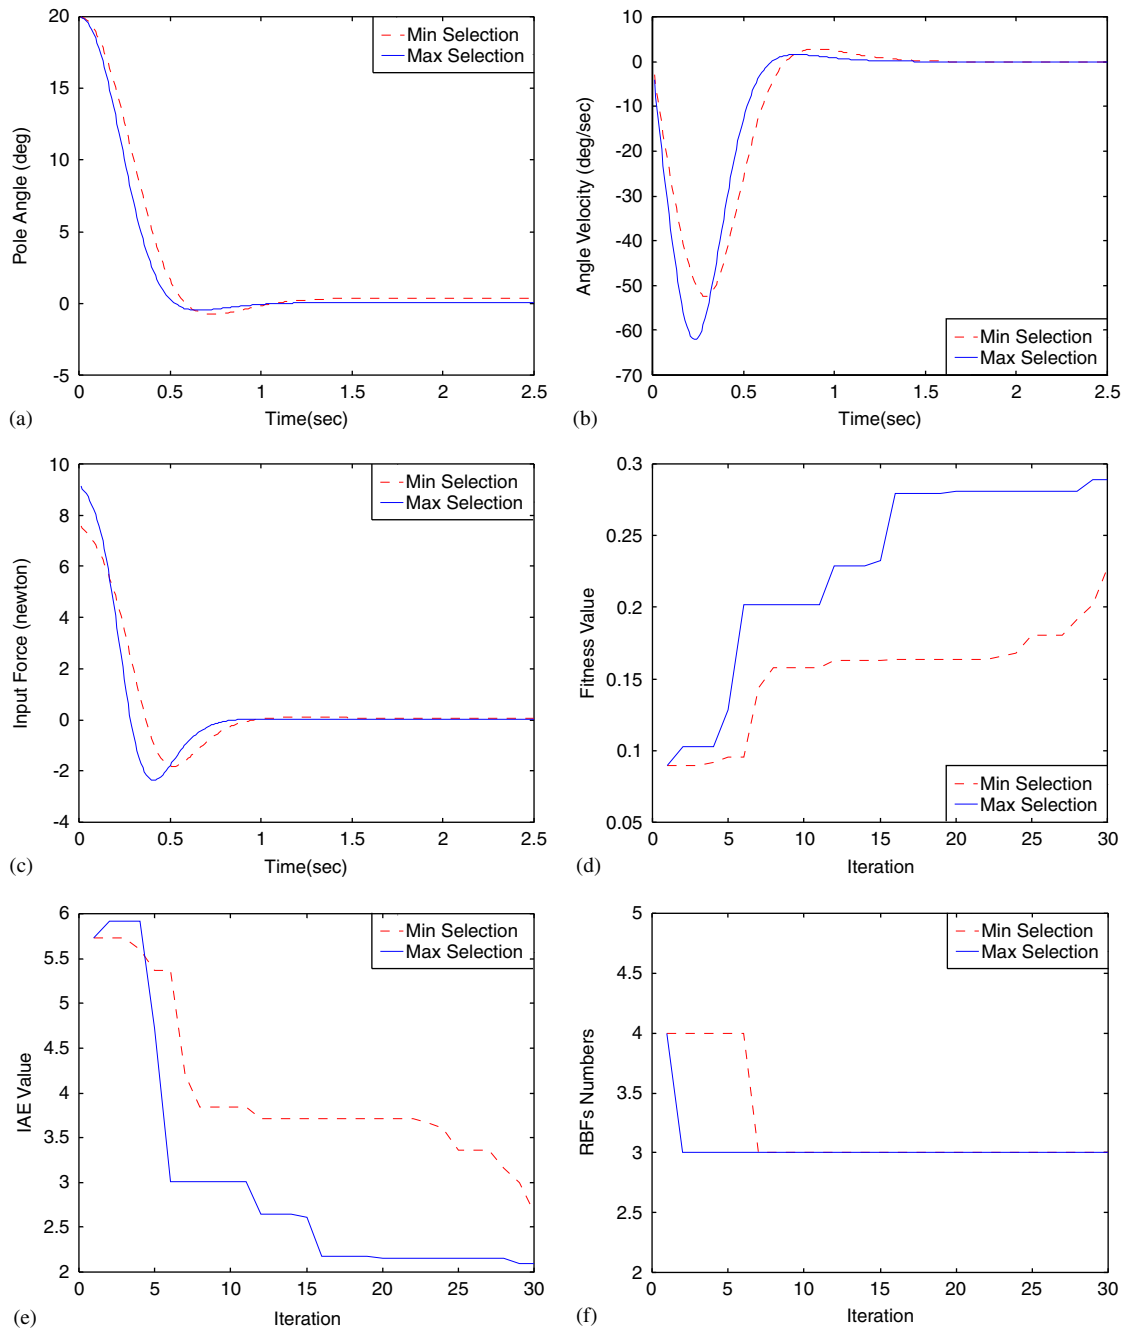 20
15
10
5
0
-5
Pole Angle (deg)
0 0.5 1 1.5 2 2.5
Time(sec)
Min Selection
Max Selection
(a)
10
0
-10
-20
-30
-40
-50
-60
-70
Angle Velocity (deg/sec)
0 0.5 1 1.5 2 2.5
Time(sec)
Min Selection
Max Selection
(b)
10
8
6
4
2
0
-2
-4
Input Force (newton)
0 0.5 1 1.5 2 2.5
Time(sec)
Min Selection
Max Selection
(c)
0.3
0.25
0.2
0.15
0.1
0.05
Fitness Value
0 5 10 15 20 25 30
Iteration
Min Selection
Max Selection
(d)
6
5.5
5
4.5
4
3.5
3
2.5
2
IAE Value
0 5 10 15 20 25 30
Iteration
Min Selection
Max Selection
(e)
5
4.5
4
3.5
3
2.5
2
RBFs Numbers
0 5 10 15 20 25 30
Iteration
Min Selection
Max Selection
(f)